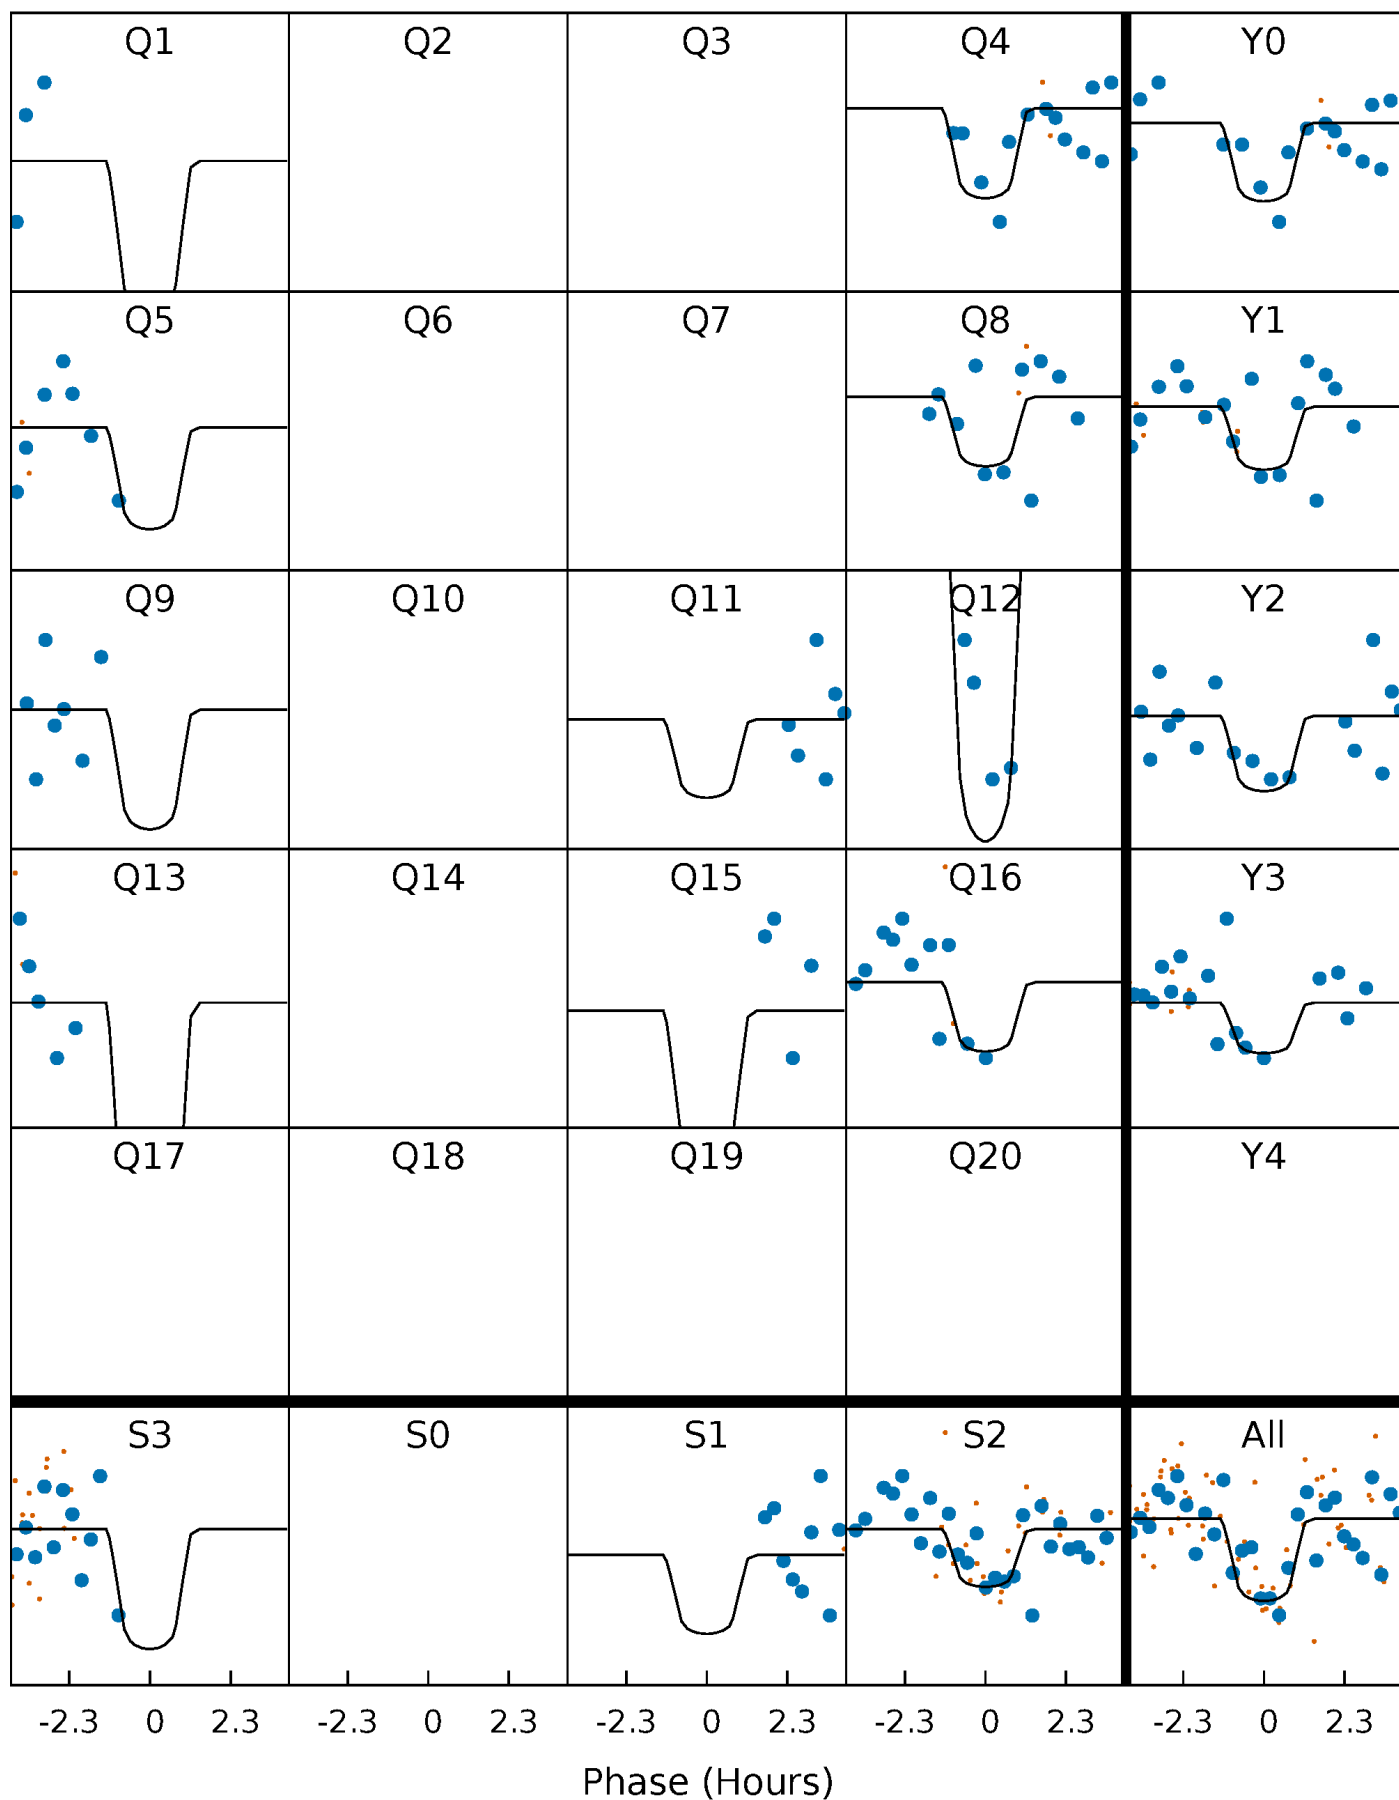 Q1 Q2 Q3 Q4 Y0
Q5 Q6 Q7 Q8 Y1
Q9 Q10 Q11 Q12 Y2
Q13 Q14 Q15 Q16 Y3
Q17 Q18 Q19 Q20 Y4
S3 S0 S1 S2 All
-2.3 0 2.3 -2.3 0 2.3 -2.3 0 2.3 -2.3 0 2.3 -2.3 0 2.3
Phase (Hours)